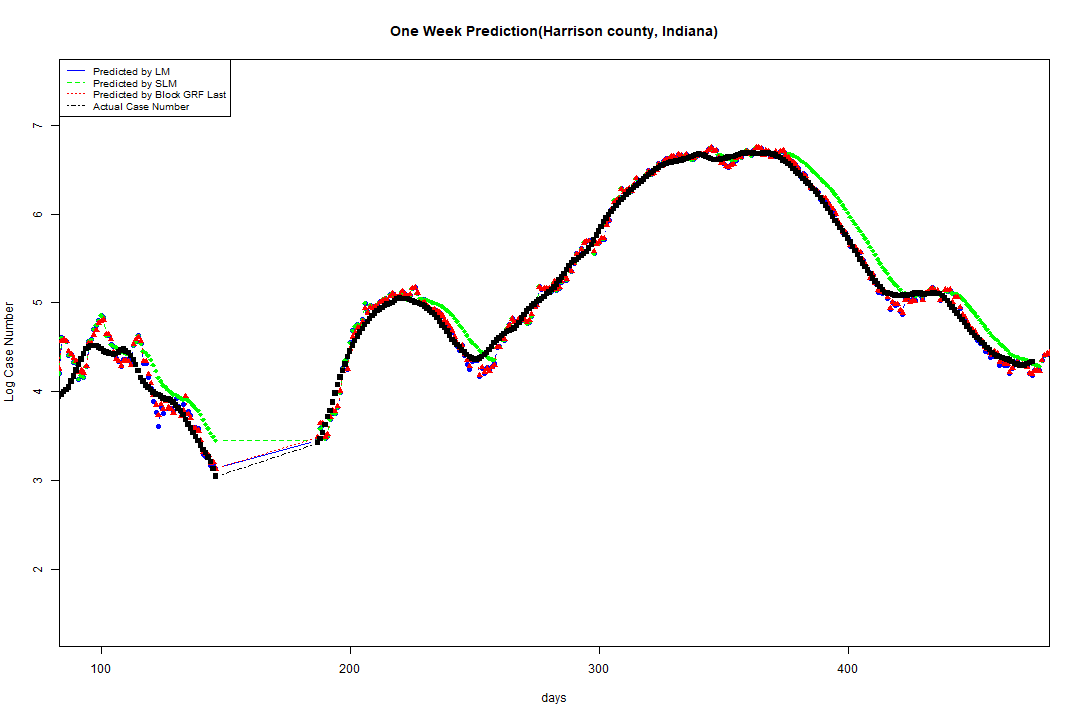 One Week Prediction(Harrison county, Indiana)
Predicted by LM
Predicted by SLM
Predicted by Block GRF Last
Actual Case Number
7
6
5
4
3
2
Log Case Number
100 200 300 400
days